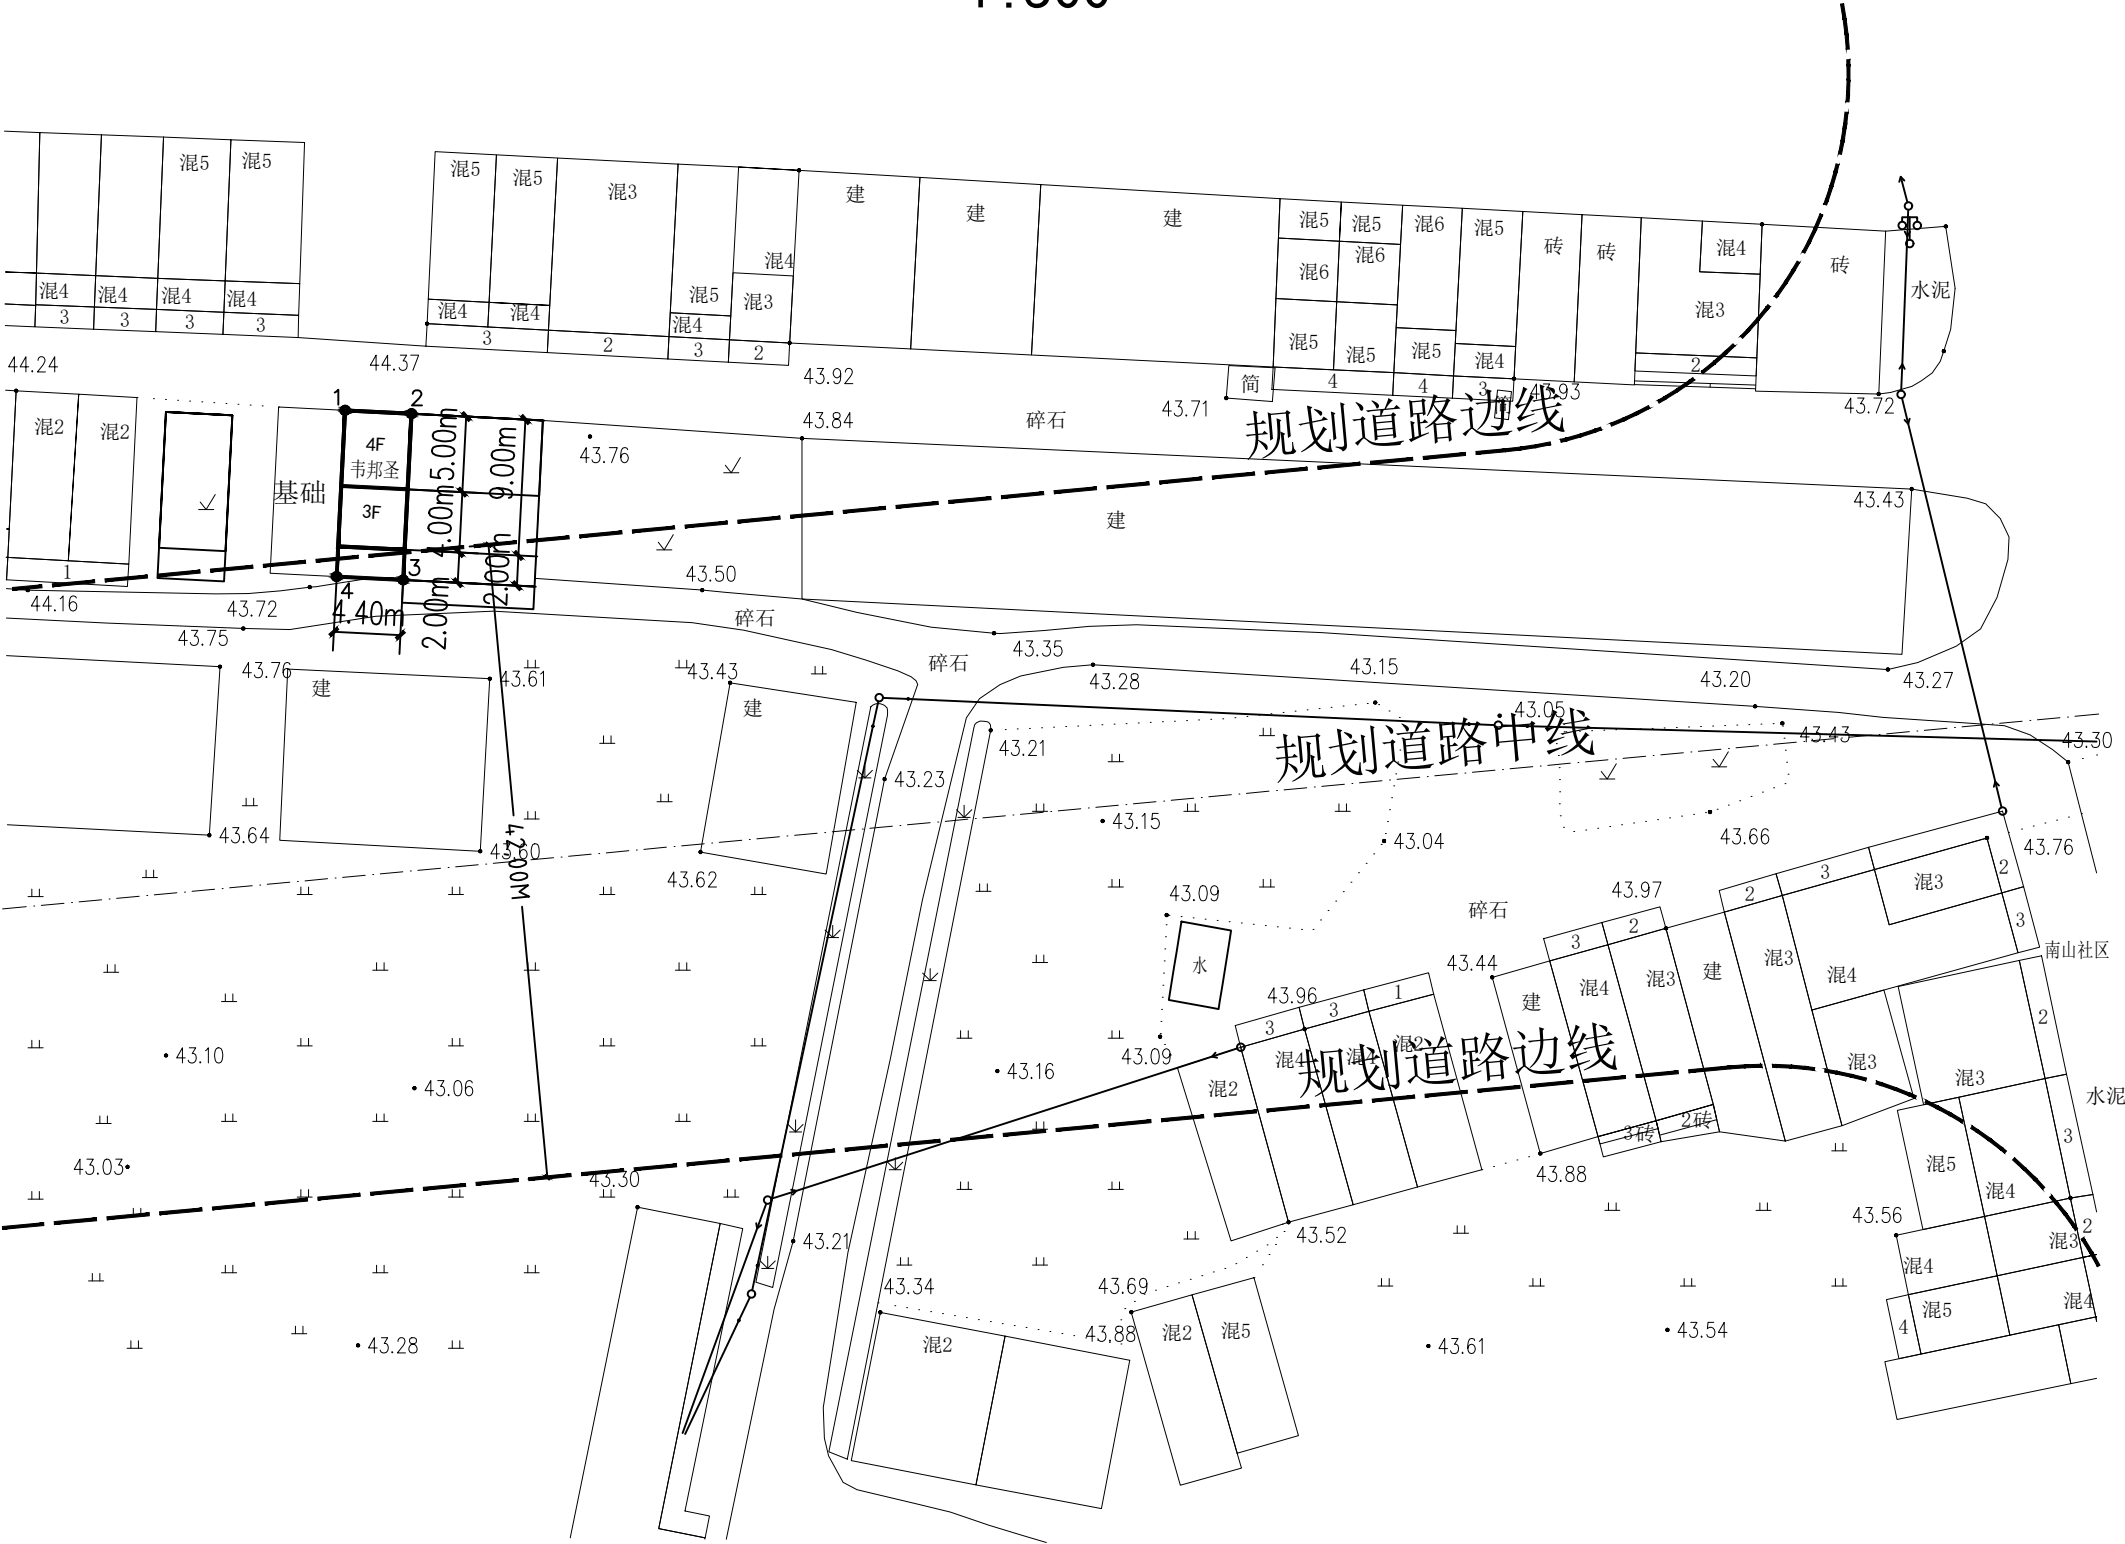 1:500
混5 混5 混5 混5 混3 建 建 建 混5 混5 混6 混5 砖 砖 混4 砖
混4 混6 混6 水泥
混4 混4 混4 混4 混4 混4 混5 混3 混3
3 3 3 3 3 2 混4 3 2 混5 混5 混5 混4 2
44.24 44.37 43.92 简 4 4 3 43.93
1 2 43.84 碎石 43.71 简 43.72
混2 混2 4F 5.00m 9.00m 43.76 规划道路边线
韦邦圣
基础 3F 4.00m 建 43.43
1 3 2.00m 43.50
44.16 43.72 4 4.40m 2.00m 碎石
43.75 43.35
43.76 建 43.61 43.43 碎石 43.28 43.15 43.20 43.27
建 43.21 43.05 43.43 43.30
规划道路中线
43.23
43.64 43.60 43.15 43.04 43.66 43.76
4200M 43.62 43.09 碎石 43.97 2 3 混3 2
3 2 3 南山社区
水 43.44 建 混3 混4
43.96 建 混4 混3
43.10 43.09 3 3 1 2
43.06 43.16 混2 混4 混4 混2 混3 混3 水泥
规划道路边线
3砖 2砖 3
43.03 43.30 43.88 混5 混4
43.21 43.52 43.56 2
混3
43.34 43.69 混4
43.28 混2 43.88 混2 混5 43.61 43.54 4 混5 混4